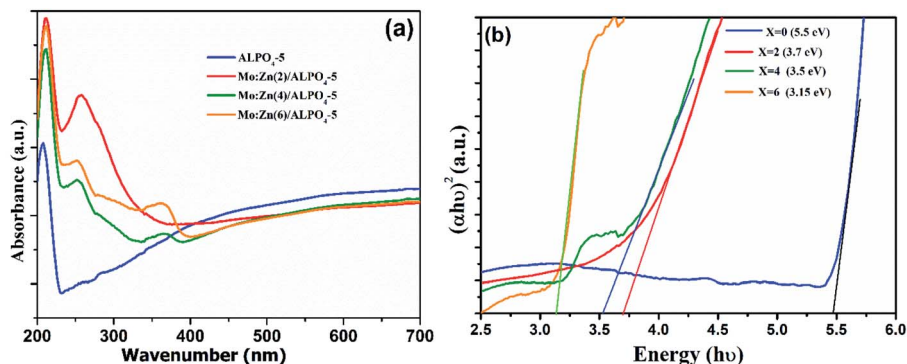 (a)
ALPO4-5
Mo:Zn(2)/ALPO4-5
Mo:Zn(4)/ALPO4-5
Mo:Zn(6)/ALPO4-5
Absorbance (a.u.)
200 300 400 500 600 700
Wavenumber (nm)
(b)
X=0 (5.5 eV)
X=2 (3.7 eV)
X=4 (3.5 eV)
X=6 (3.15 eV)
(αhυ)² (a.u.)
2.5 3.0 3.5 4.0 4.5 5.0 5.5 6.0
Energy (hυ)